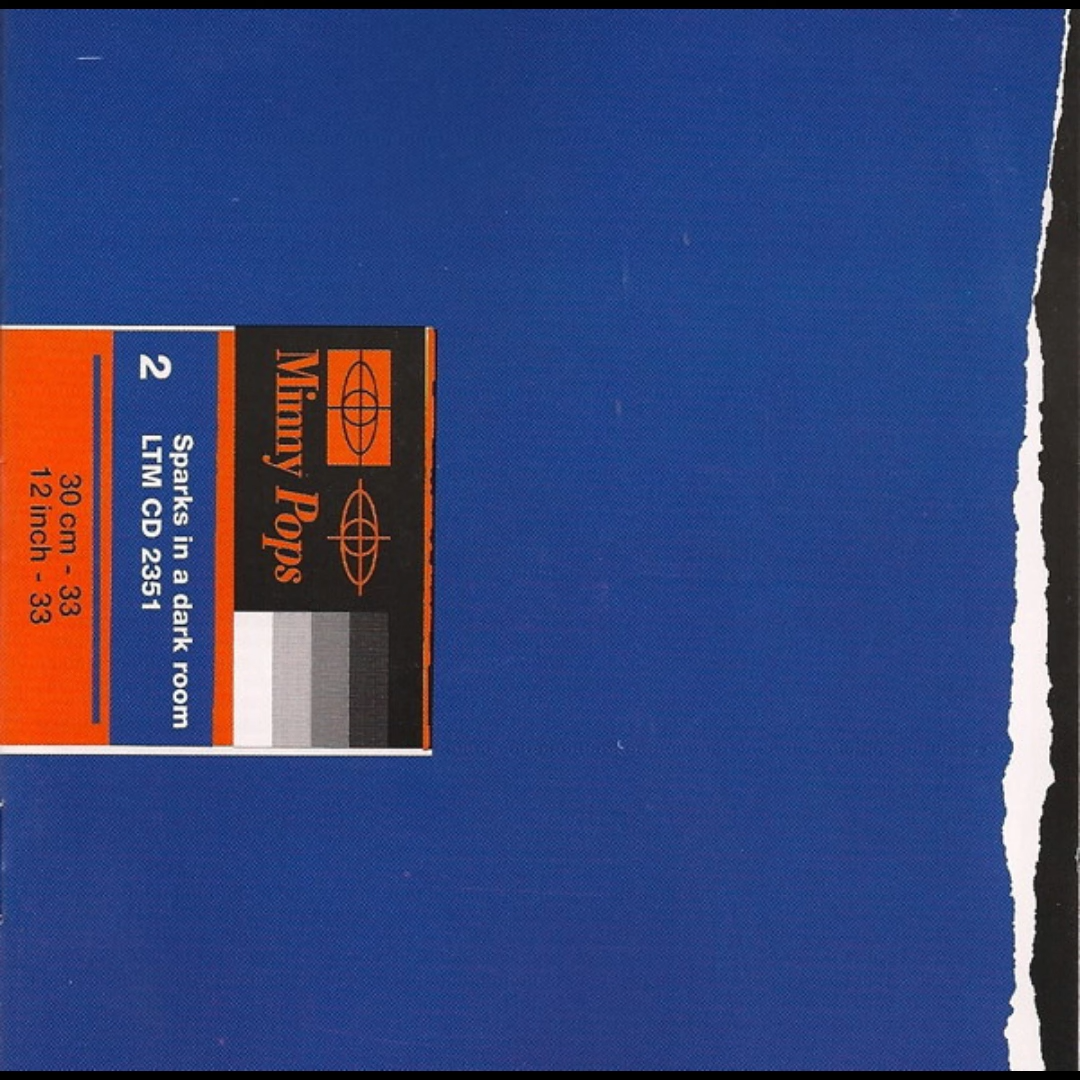 Minny Pops
2
Sparks in a dark room
LTM CD 2351
30 cm - 33
12 inch - 33